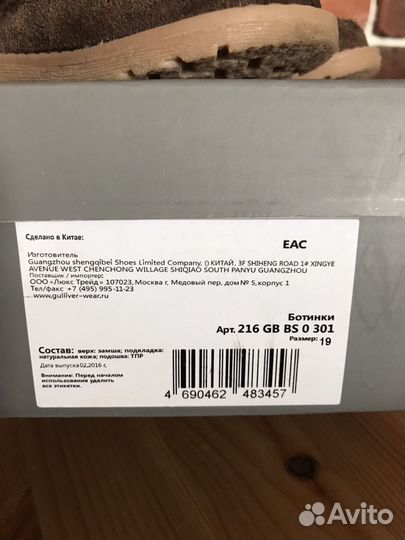 Сделано в Китае:
EAC
Изготовитель
Guangzhou shengqibei Shoes Limited Company, () КИТАЙ, 3F SHIHENG ROAD 1# XINGYE
AVENUE WEST CHENCHONG WILLAGE SHIQIAO SOUTH PANYU GUANGZHOU
Поставщик / импортер:
ООО «Люкс Трейд» 107023, Москва г, Медовый пер, дом № 5, корпус 1
Тел/факс +7 (495) 995-11-23
www.gulliver-wear.ru
Ботинки
Арт. 216 GB BS 0 301
Размер: 19
Состав: верх: замша; подкладка:
натуральная кожа; подошва: ТПР
Дата выпуска 02,2016 г.
Внимание: Перед началом
использования удалить
все этикетки.
4 690462 483457
Avito